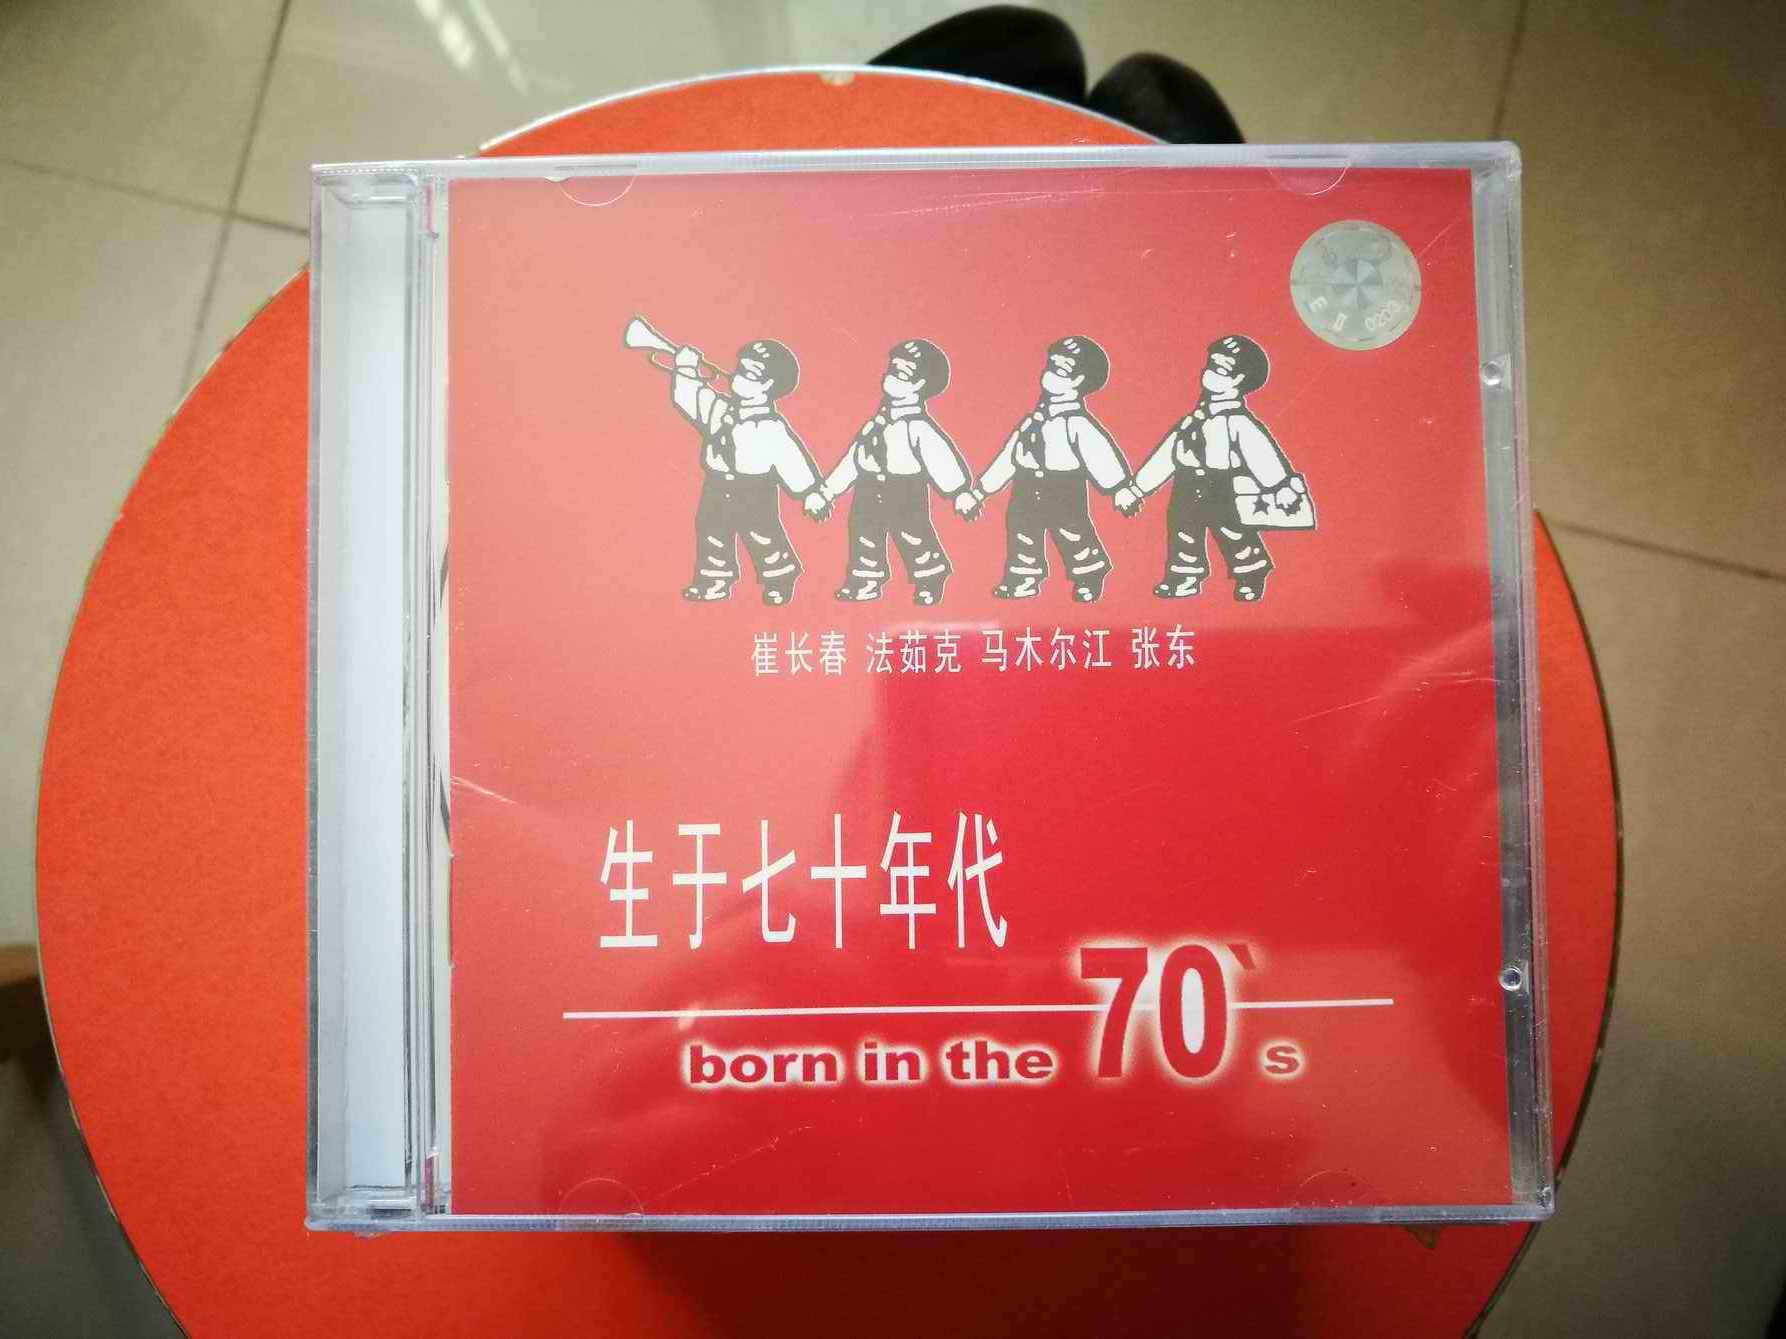 崔长春 法茹克 马木尔江 张东
生于七十年代
born in the 70`s
0203